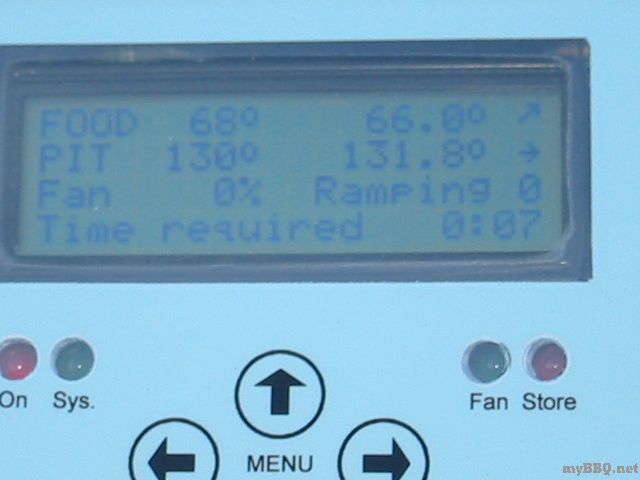 FOOD 68° 66.0° ↗
PIT 130° 131.8° →
Fan 0% Ramping 0
Time required 0:07
On Sys. Fan Store
MENU
myBBQ.net